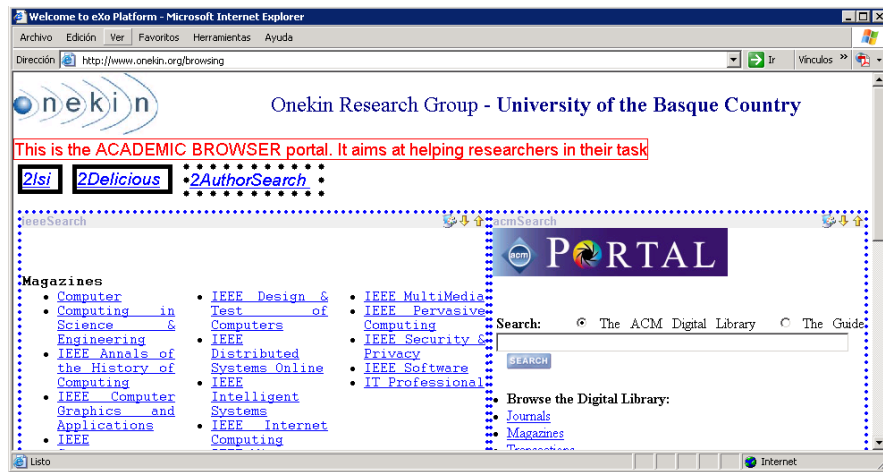 Welcome to eXo Platform - Microsoft Internet Explorer
Archivo Edición Ver Favoritos Herramientas Ayuda
Dirección http://www.onekin.org/browsing Ir Vínculos »
onekin
Onekin Research Group - University of the Basque Country
This is the ACADEMIC BROWSER portal. It aims at helping researchers in their task
2Isi 2Delicious 2AuthorSearch
ieeeSearch
Magazines
Computer
Computing in
Science &
Engineering
IEEE Annals of
the History of
Computing
IEEE Computer
Graphics and
Applications
IEEE
IEEE Design &
Test of
Computers
IEEE
Distributed
Systems Online
IEEE
Intelligent
Systems
IEEE Internet
Computing
IEEE MultiMedia
IEEE Pervasive
Computing
IEEE Security &
Privacy
IEEE Software
IT Professional
acmSearch
acm PORTAL
Search: The ACM Digital Library The Guide
SEARCH
Browse the Digital Library:
Journals
Magazines
Transactions
Listo Internet